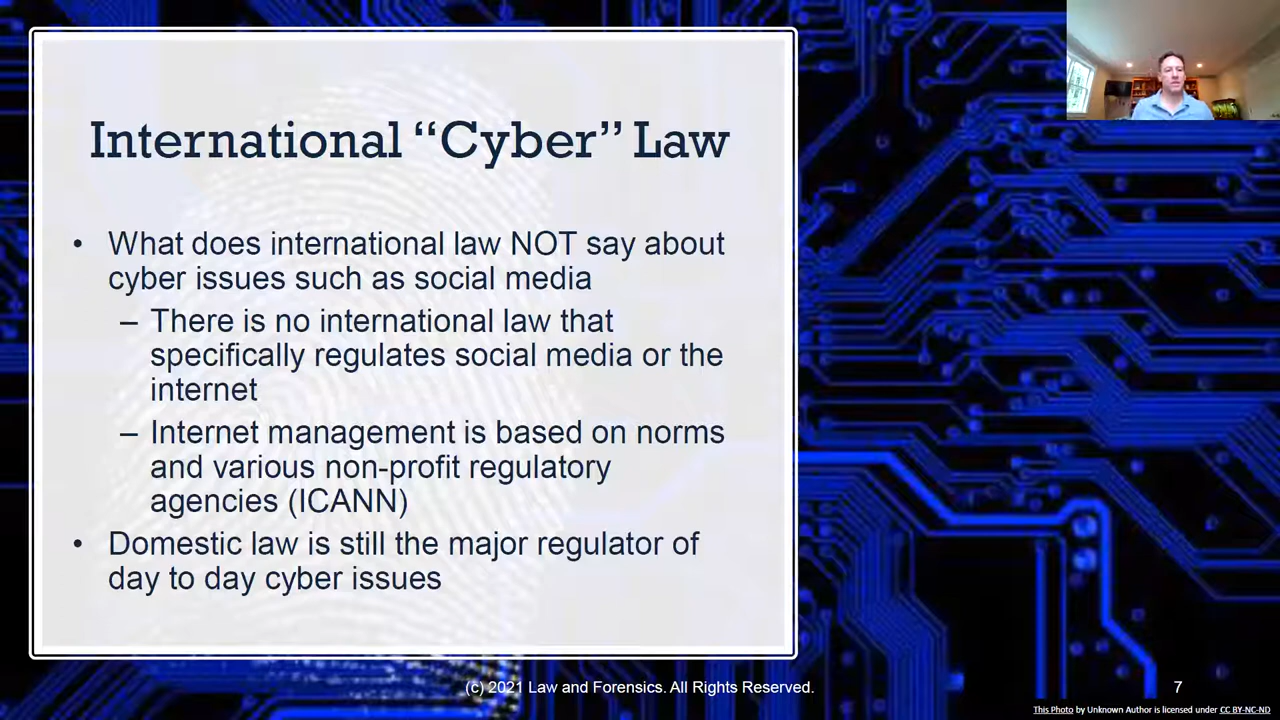 International “Cyber” Law
• What does international law NOT say about
cyber issues such as social media
– There is no international law that
specifically regulates social media or the
internet
– Internet management is based on norms
and various non-profit regulatory
agencies (ICANN)
• Domestic law is still the major regulator of
day to day cyber issues
(c) 2021 Law and Forensics. All Rights Reserved.
7
This Photo by Unknown Author is licensed under CC BY-NC-ND